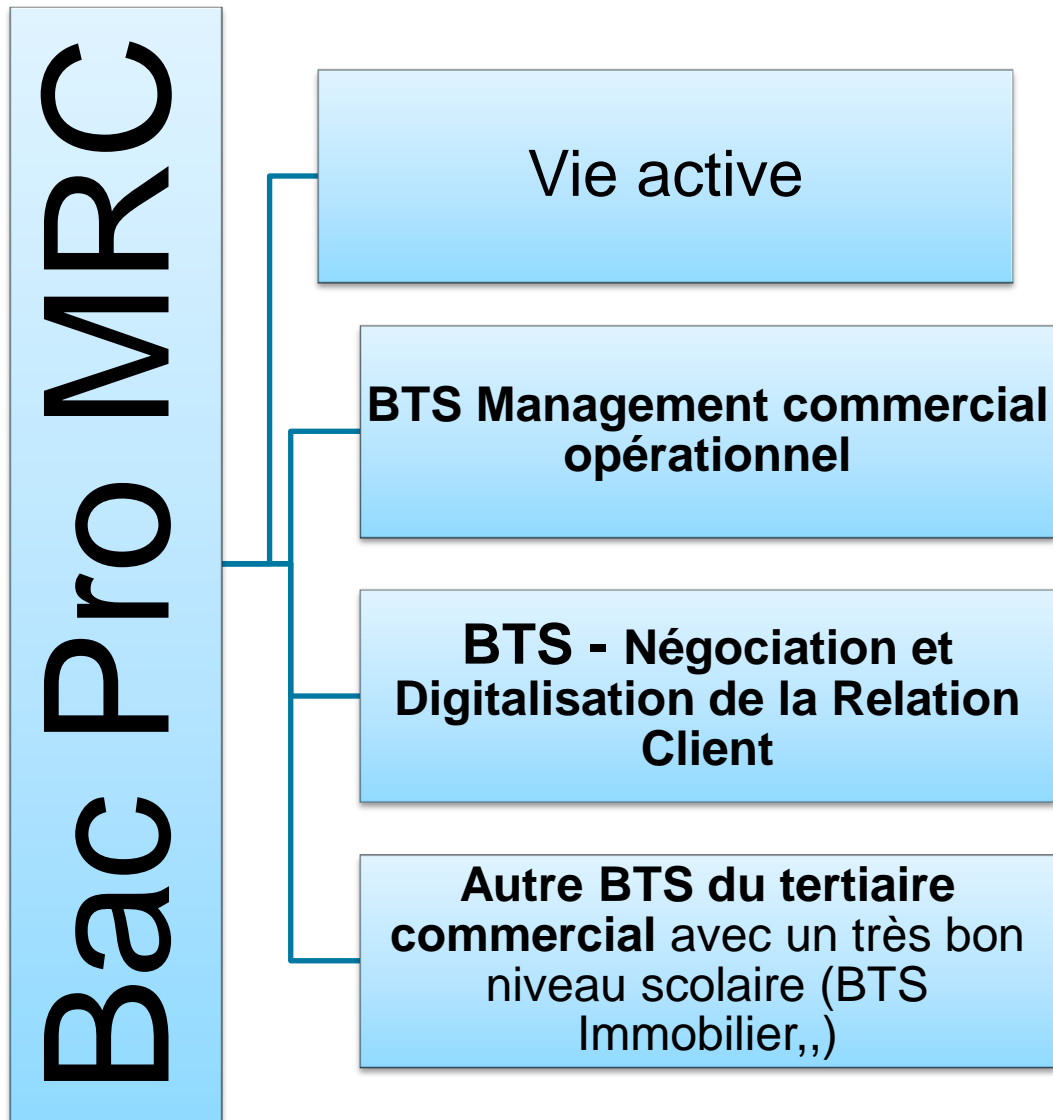 Bac Pro MRC
Vie active
BTS Management commercial
opérationnel
BTS - Négociation et
Digitalisation de la Relation
Client
Autre BTS du tertiaire
commercial avec un très bon
niveau scolaire (BTS
Immobilier,,)